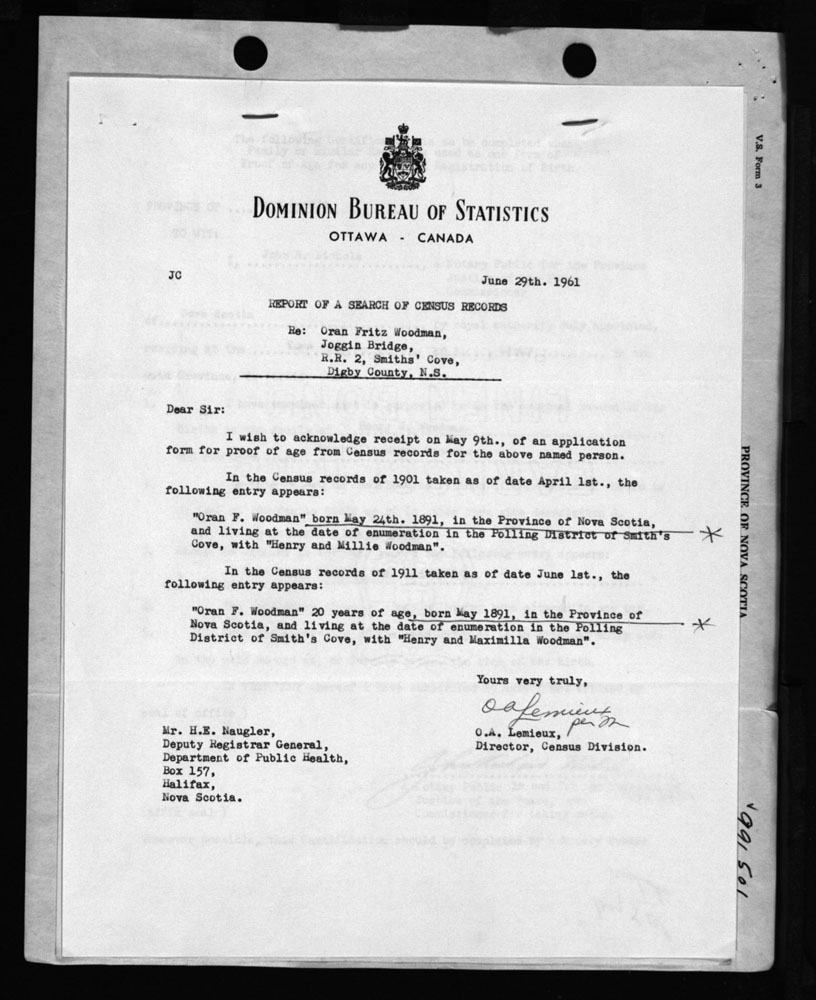 DOMINION BUREAU OF STATISTICS
OTTAWA - CANADA
JC
June 29th. 1961
REPORT OF A SEARCH OF CENSUS RECORDS
Re: Oran Fritz Woodman,
Joggin Bridge,
R.R. 2, Smiths' Cove,
Digby County, N.S.
Dear Sir:
I wish to acknowledge receipt on May 9th., of an application
form for proof of age from Census records for the above named person.
In the Census records of 1901 taken as of date April 1st., the
following entry appears:
"Oran F. Woodman" born May 24th. 1891, in the Province of Nova Scotia,
and living at the date of enumeration in the Polling District of Smith's
Cove, with "Henry and Millie Woodman".
In the Census records of 1911 taken as of date June 1st., the
following entry appears:
"Oran F. Woodman" 20 years of age, born May 1891, in the Province of
Nova Scotia, and living at the date of enumeration in the Polling
District of Smith's Cove, with "Henry and Maximilla Woodman".
Yours very truly,
O A Lemieux
per
O.A. Lemieux,
Director, Census Division.
Mr. H.E. Naugler,
Deputy Registrar General,
Department of Public Health,
Box 157,
Halifax,
Nova Scotia.
V.S. Form 3
PROVINCE OF NOVA SCOTIA